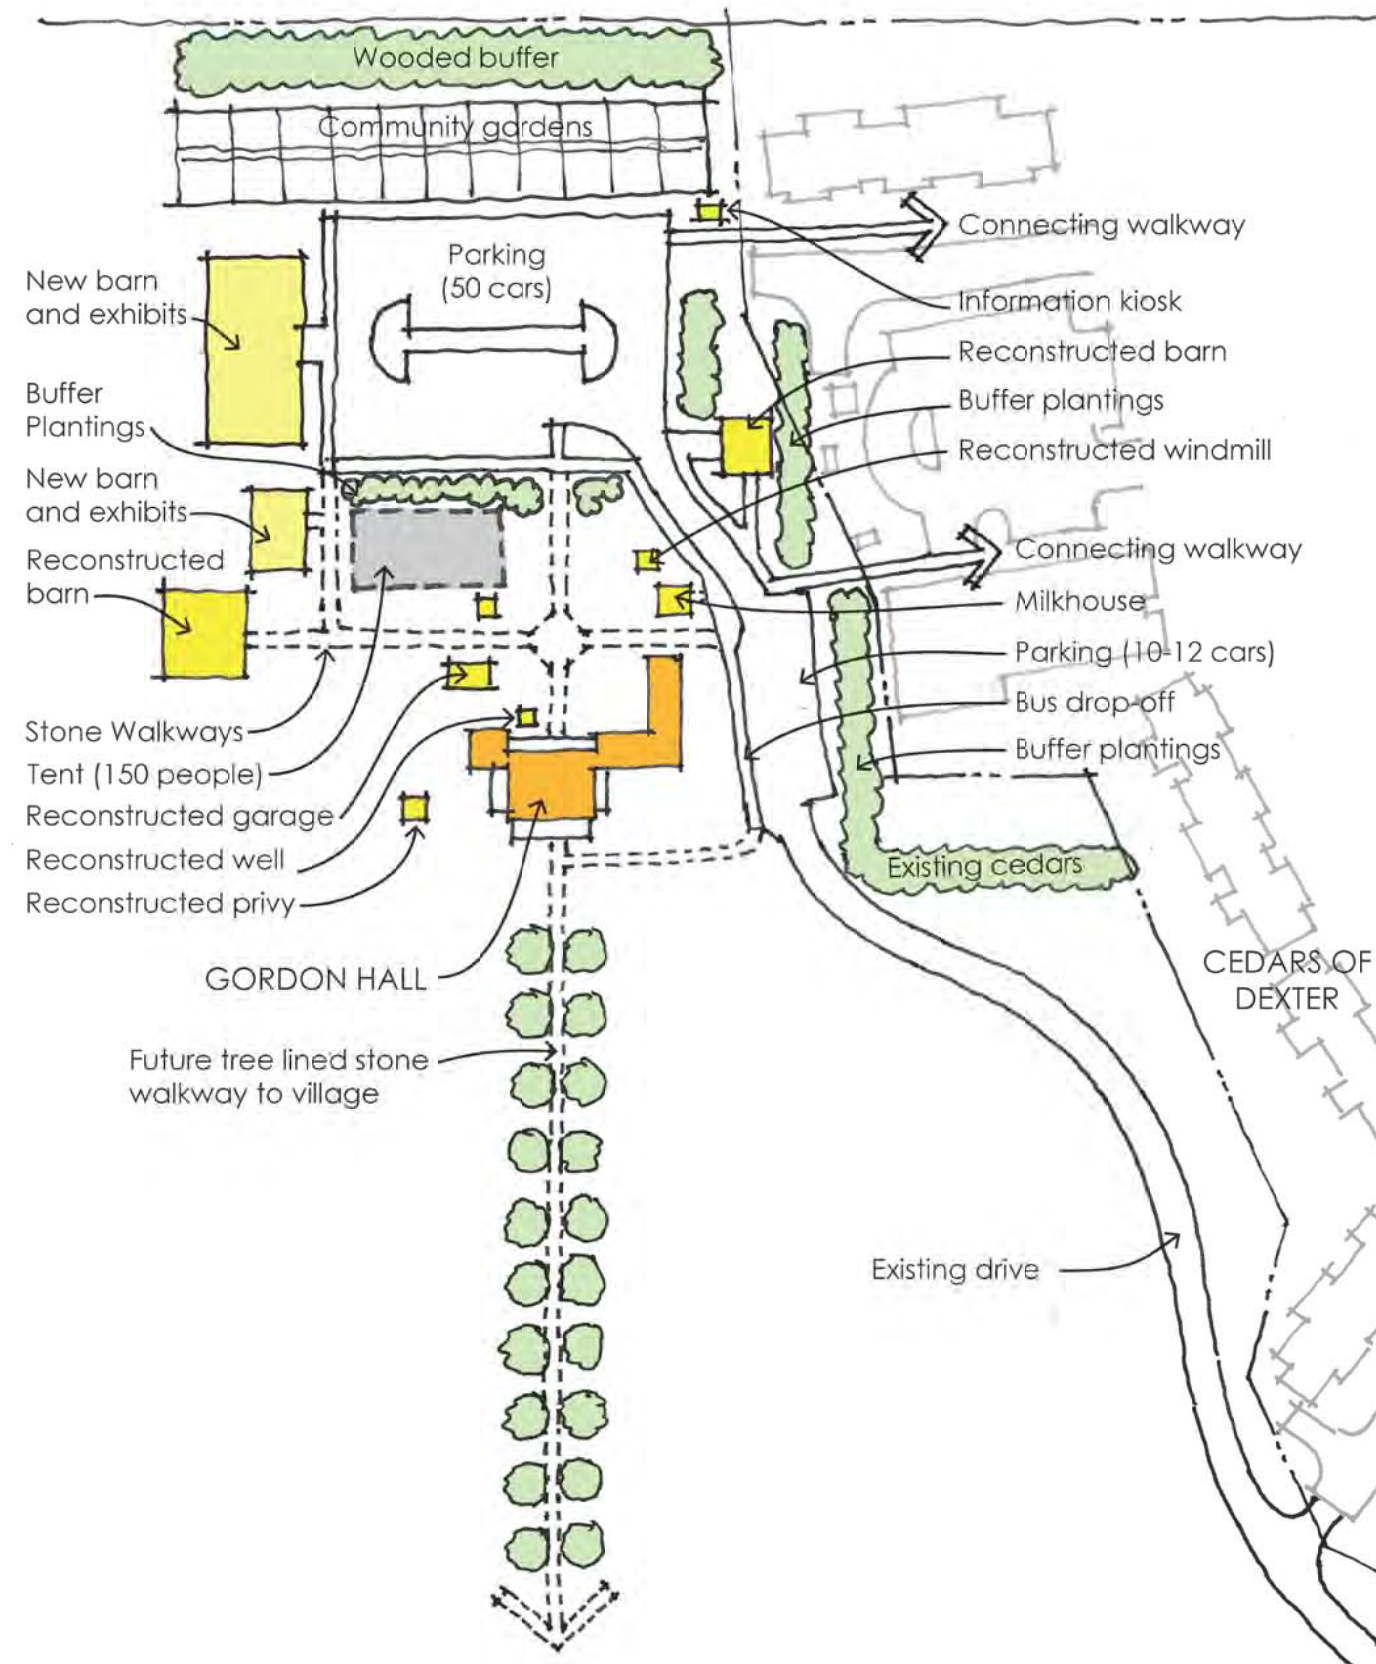 Wooded buffer
Community gardens
Parking
(50 cars)
New barn
and exhibits
Buffer
Plantings
New barn
and exhibits
Reconstructed
barn
Stone Walkways
Tent (150 people)
Reconstructed garage
Reconstructed well
Reconstructed privy
GORDON HALL
Future tree lined stone
walkway to village
Connecting walkway
Information kiosk
Reconstructed barn
Buffer plantings
Reconstructed windmill
Connecting walkway
Milkhouse
Parking (10-12 cars)
Bus drop-off
Buffer plantings
Existing cedars
CEDARS OF
DEXTER
Existing drive